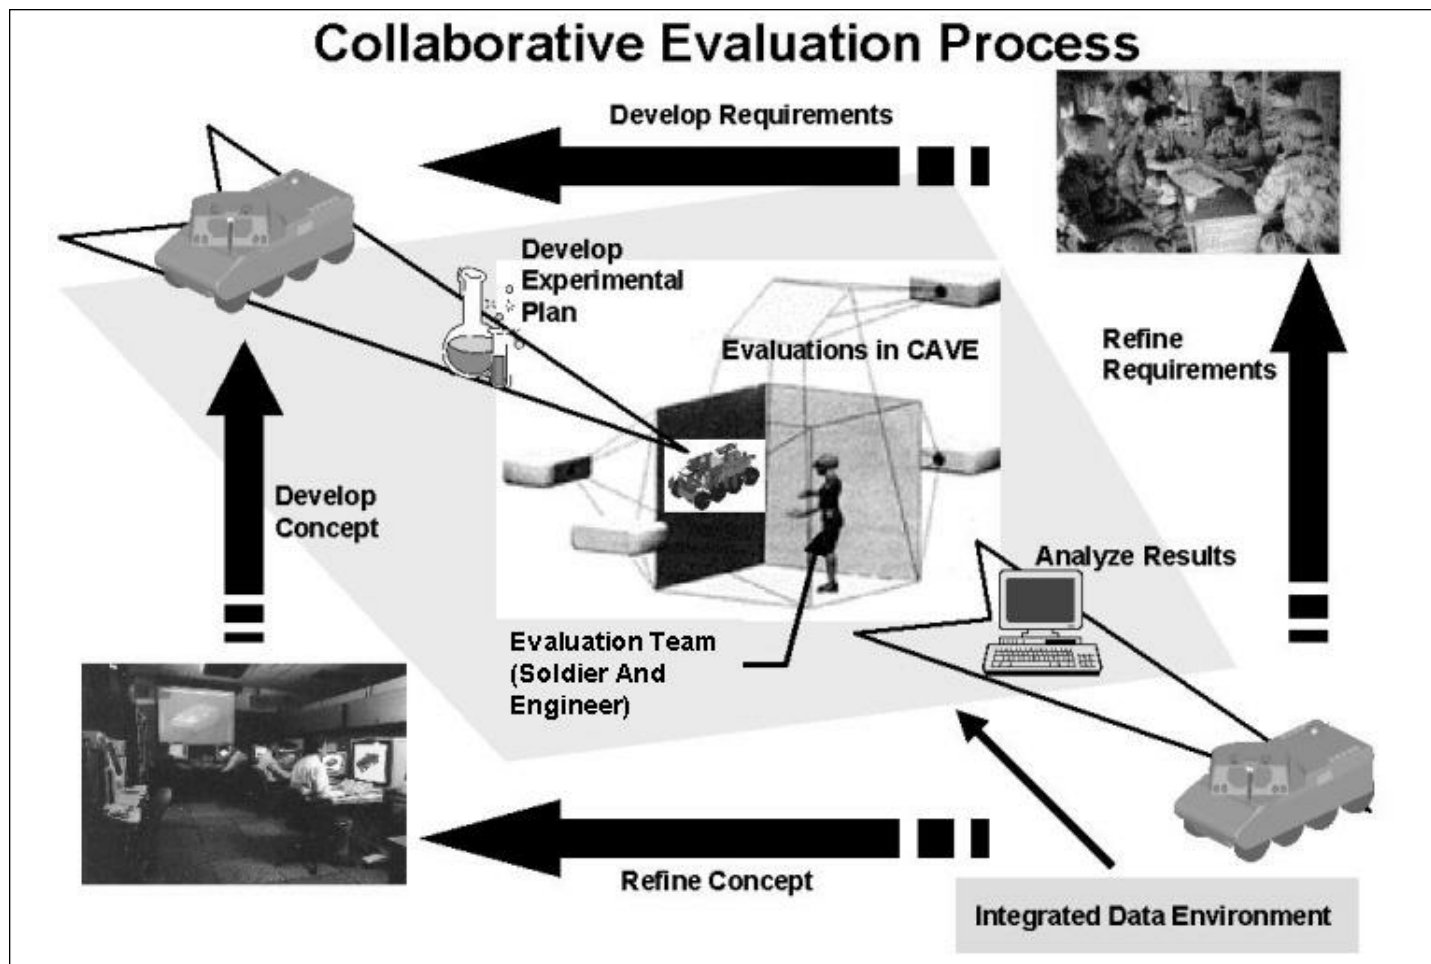 Collaborative Evaluation Process
Develop Requirements
Develop
Experimental
Plan
Evaluations in CAVE
Refine
Requirements
Develop
Concept
Analyze Results
Evaluation Team
(Soldier And
Engineer)
Refine Concept
Integrated Data Environment